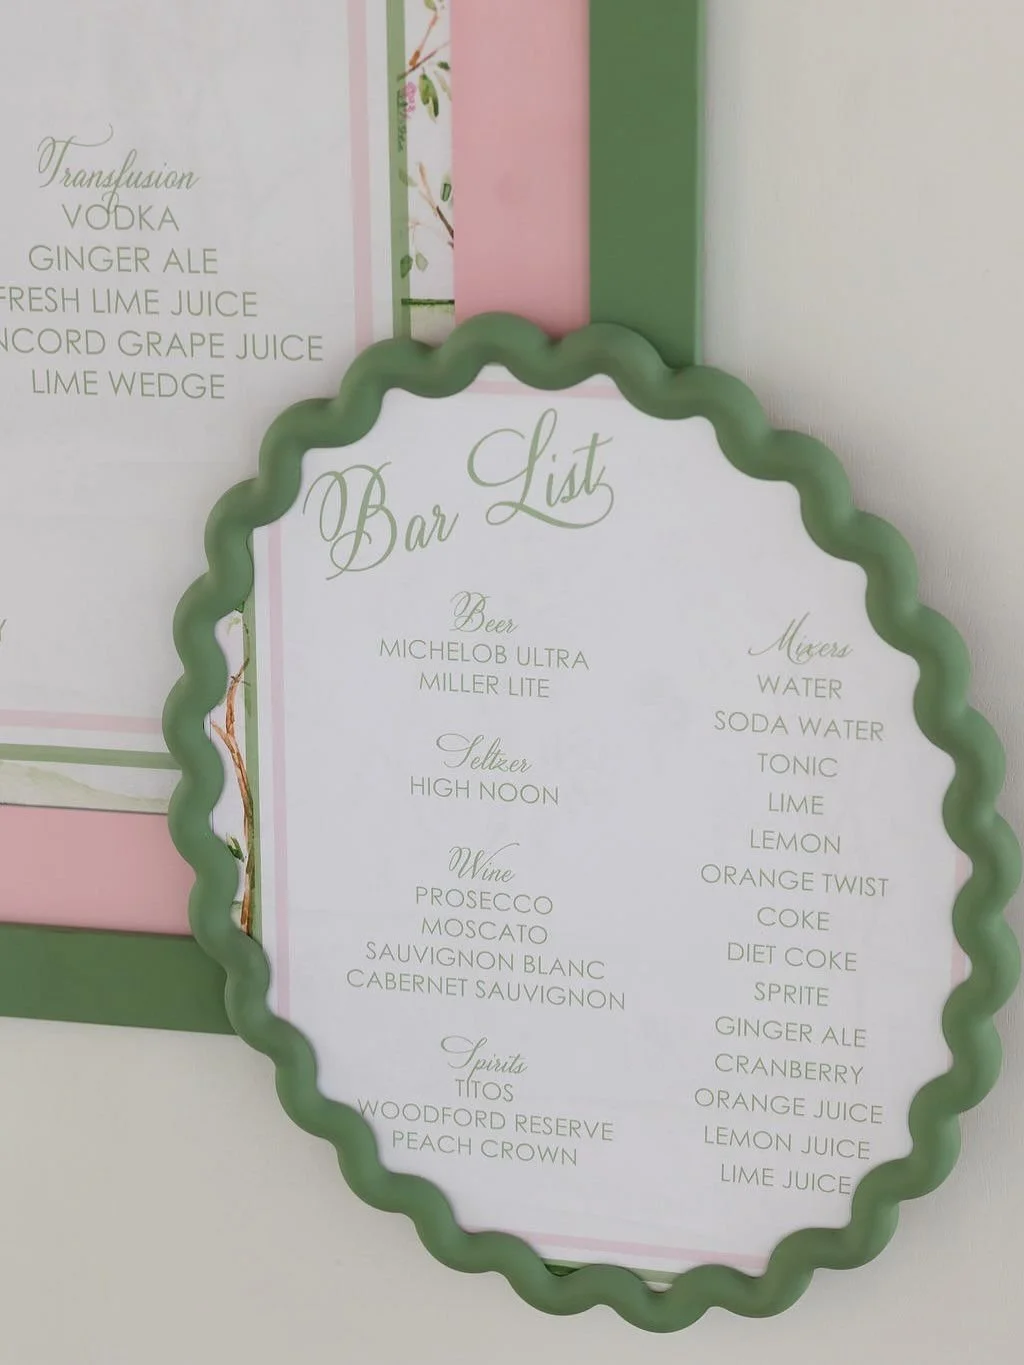 Transfusion
VODKA
GINGER ALE
FRESH LIME JUICE
GRAPE JUICE
LIME WEDGE
Bar List
Beer
MICHELOB ULTRA
MILLER LITE
Seltzer
HIGH NOON
Wine
PROSECCO
MOSCATO
SAUVIGNON BLANC
CABERNET SAUVIGNON
Spirits
TITOS
WOODFORD RESERVE
PEACH CROWN
Mixers
WATER
SODA WATER
TONIC
LIME
LEMON
ORANGE TWIST
COKE
DIET COKE
SPRITE
GINGER ALE
CRANBERRY
ORANGE JUICE
LEMON JUICE
LIME JUICE